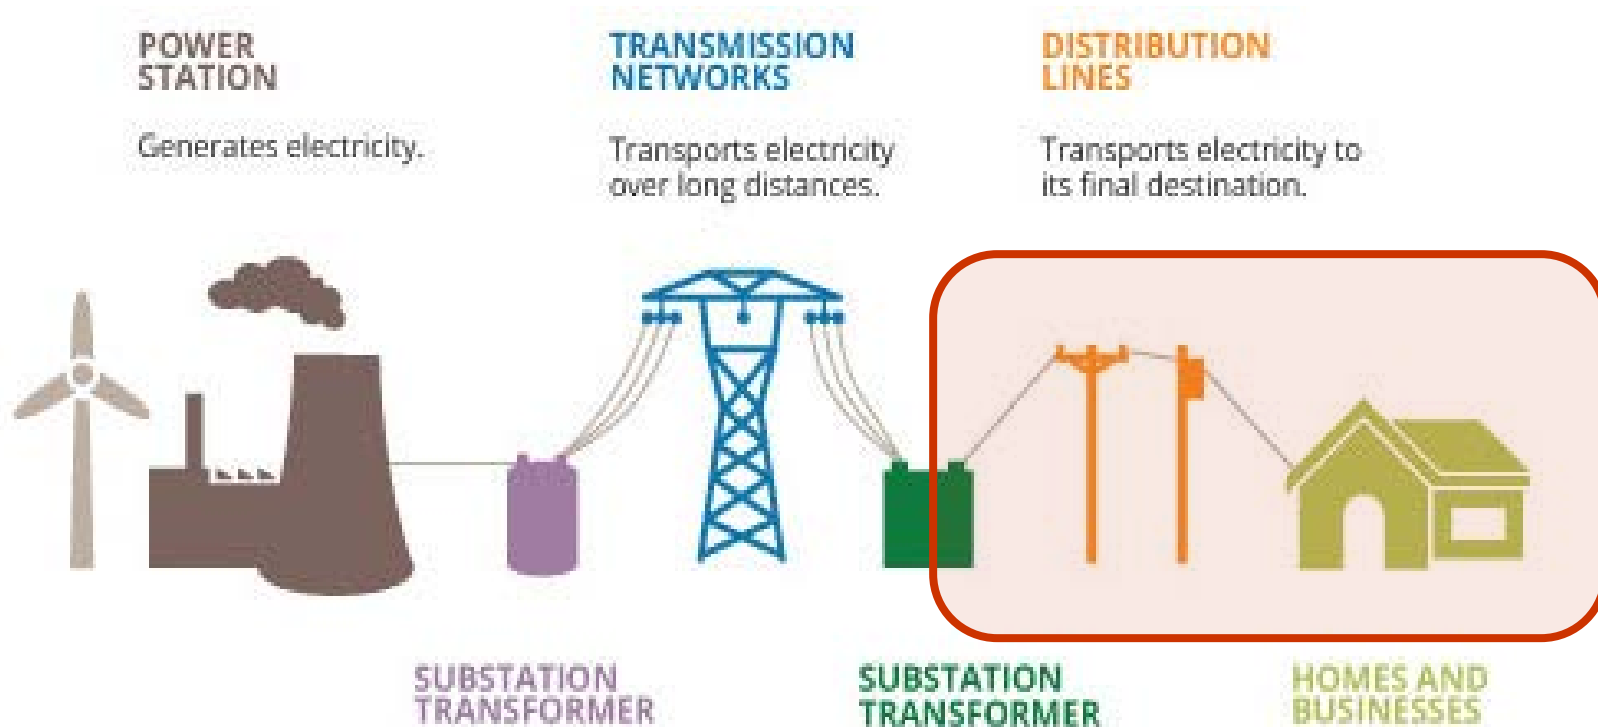 POWER
STATION
Generates electricity.
TRANSMISSION
NETWORKS
Transports electricity
over long distances.
DISTRIBUTION
LINES
Transports electricity to
its final destination.
SUBSTATION
TRANSFORMER
SUBSTATION
TRANSFORMER
HOMES AND
BUSINESSES